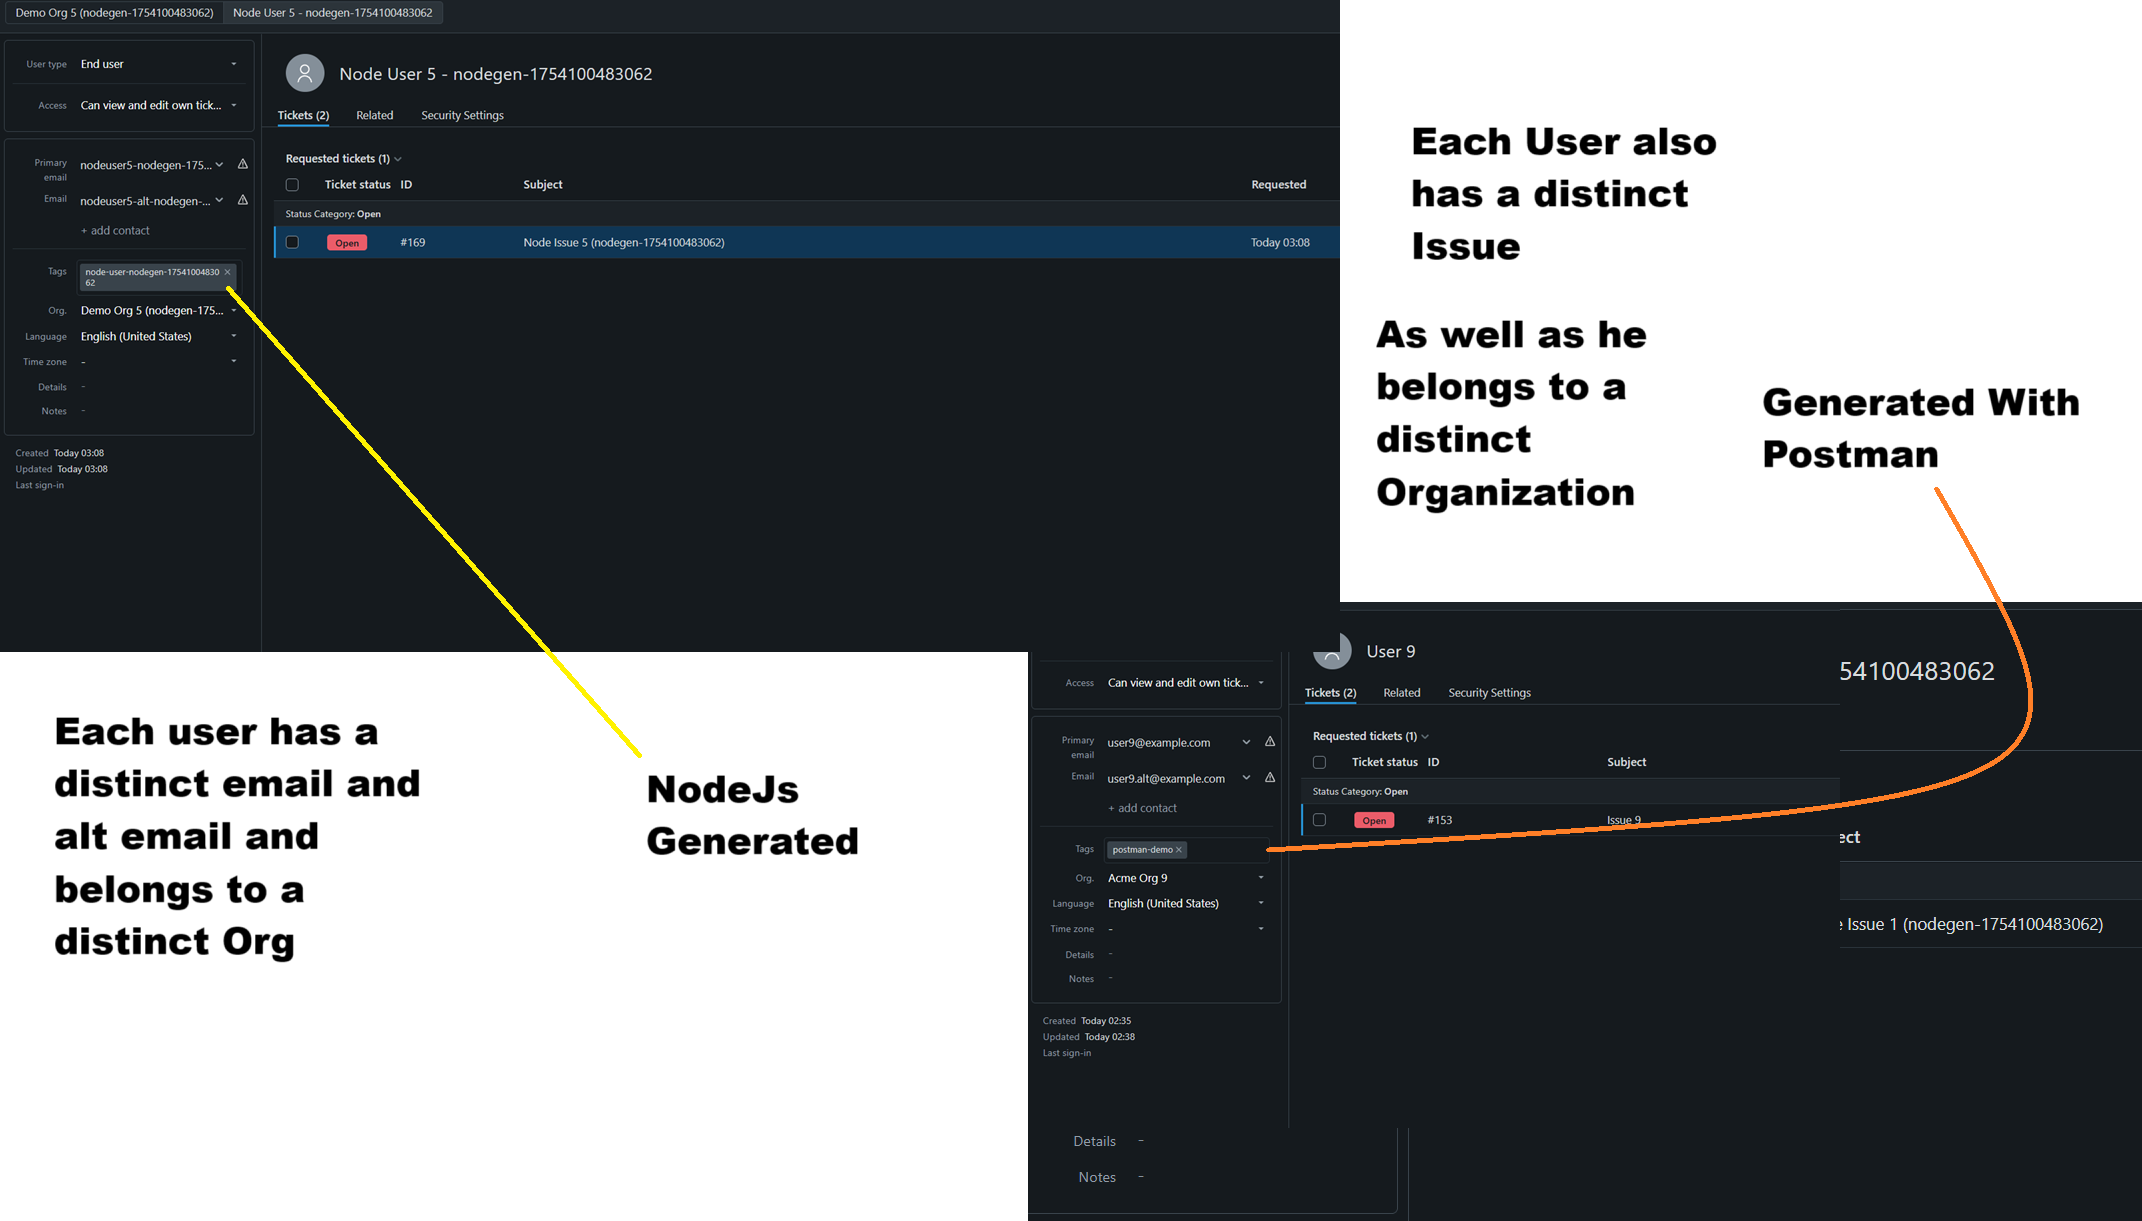 Demo Org 5 (nodegen-1754100483062)
Node User 5 - nodegen-1754100483062
User type End user
Access Can view and edit own tick...
Primary email nodeuser5-nodegen-175...
Email nodeuser5-alt-nodegen-...
+ add contact
Tags node-user-nodegen-17541004830
62
Org. Demo Org 5 (nodegen-175...
Language English (United States)
Time zone -
Details -
Notes -
Created Today 03:08
Updated Today 03:08
Last sign-in
Node User 5 - nodegen-1754100483062
Tickets (2) Related Security Settings
Requested tickets (1)
Ticket status ID Subject Requested
Status Category: Open
Open #169 Node Issue 5 (nodegen-1754100483062) Today 03:08
Each User also
has a distinct
Issue
As well as he
belongs to a
distinct
Organization
Generated With
Postman
Each user has a
distinct email and
alt email and
belongs to a
distinct Org
NodeJs
Generated
Access Can view and edit own tick...
Primary email user9@example.com
Email user9.alt@example.com
+ add contact
Tags postman-demo
Org. Acme Org 9
Language English (United States)
Time zone -
Details -
Notes -
Created Today 02:35
Updated Today 02:38
Last sign-in
Details -
Notes -
User 9
Tickets (2) Related Security Settings
Requested tickets (1)
Ticket status ID Subject
Status Category: Open
Open #153 Issue 9
54100483062
ect
Issue 1 (nodegen-1754100483062)